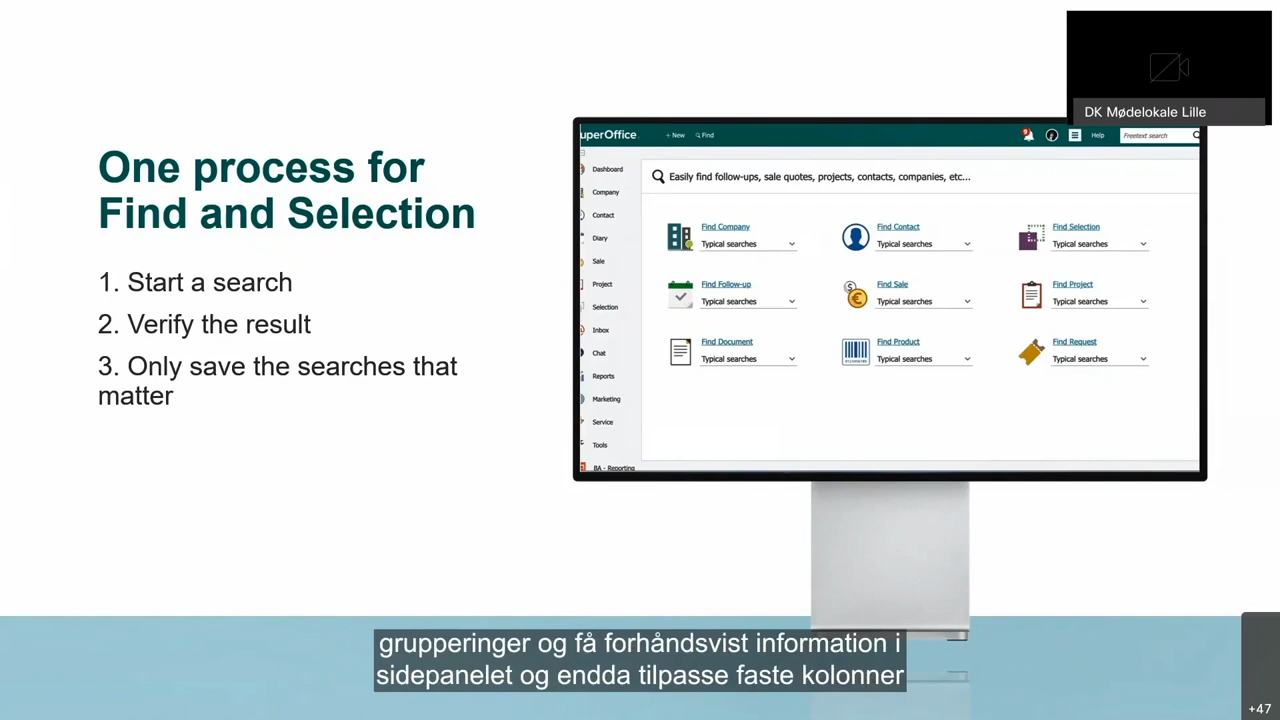 DK Mødelokale Lille
One process for
Find and Selection
1. Start a search
2. Verify the result
3. Only save the searches that
matter
uperOffice
+ New
Find
9
Help
Freetext search
Dashboard
Company
Contact
Diary
Sale
Project
Selection
Inbox
Chat
Reports
Marketing
Service
Tools
BA - Reporting
Easily find follow-ups, sale quotes, projects, contacts, companies, etc...
Find Company
Typical searches
Find Contact
Typical searches
Find Selection
Typical searches
Find Follow-up
Typical searches
Find Sale
Typical searches
Find Project
Typical searches
Find Document
Typical searches
Find Product
Typical searches
Find Request
Typical searches
grupperinger og få forhåndsvist information i
sidepanelet og endda tilpasse faste kolonner
+47